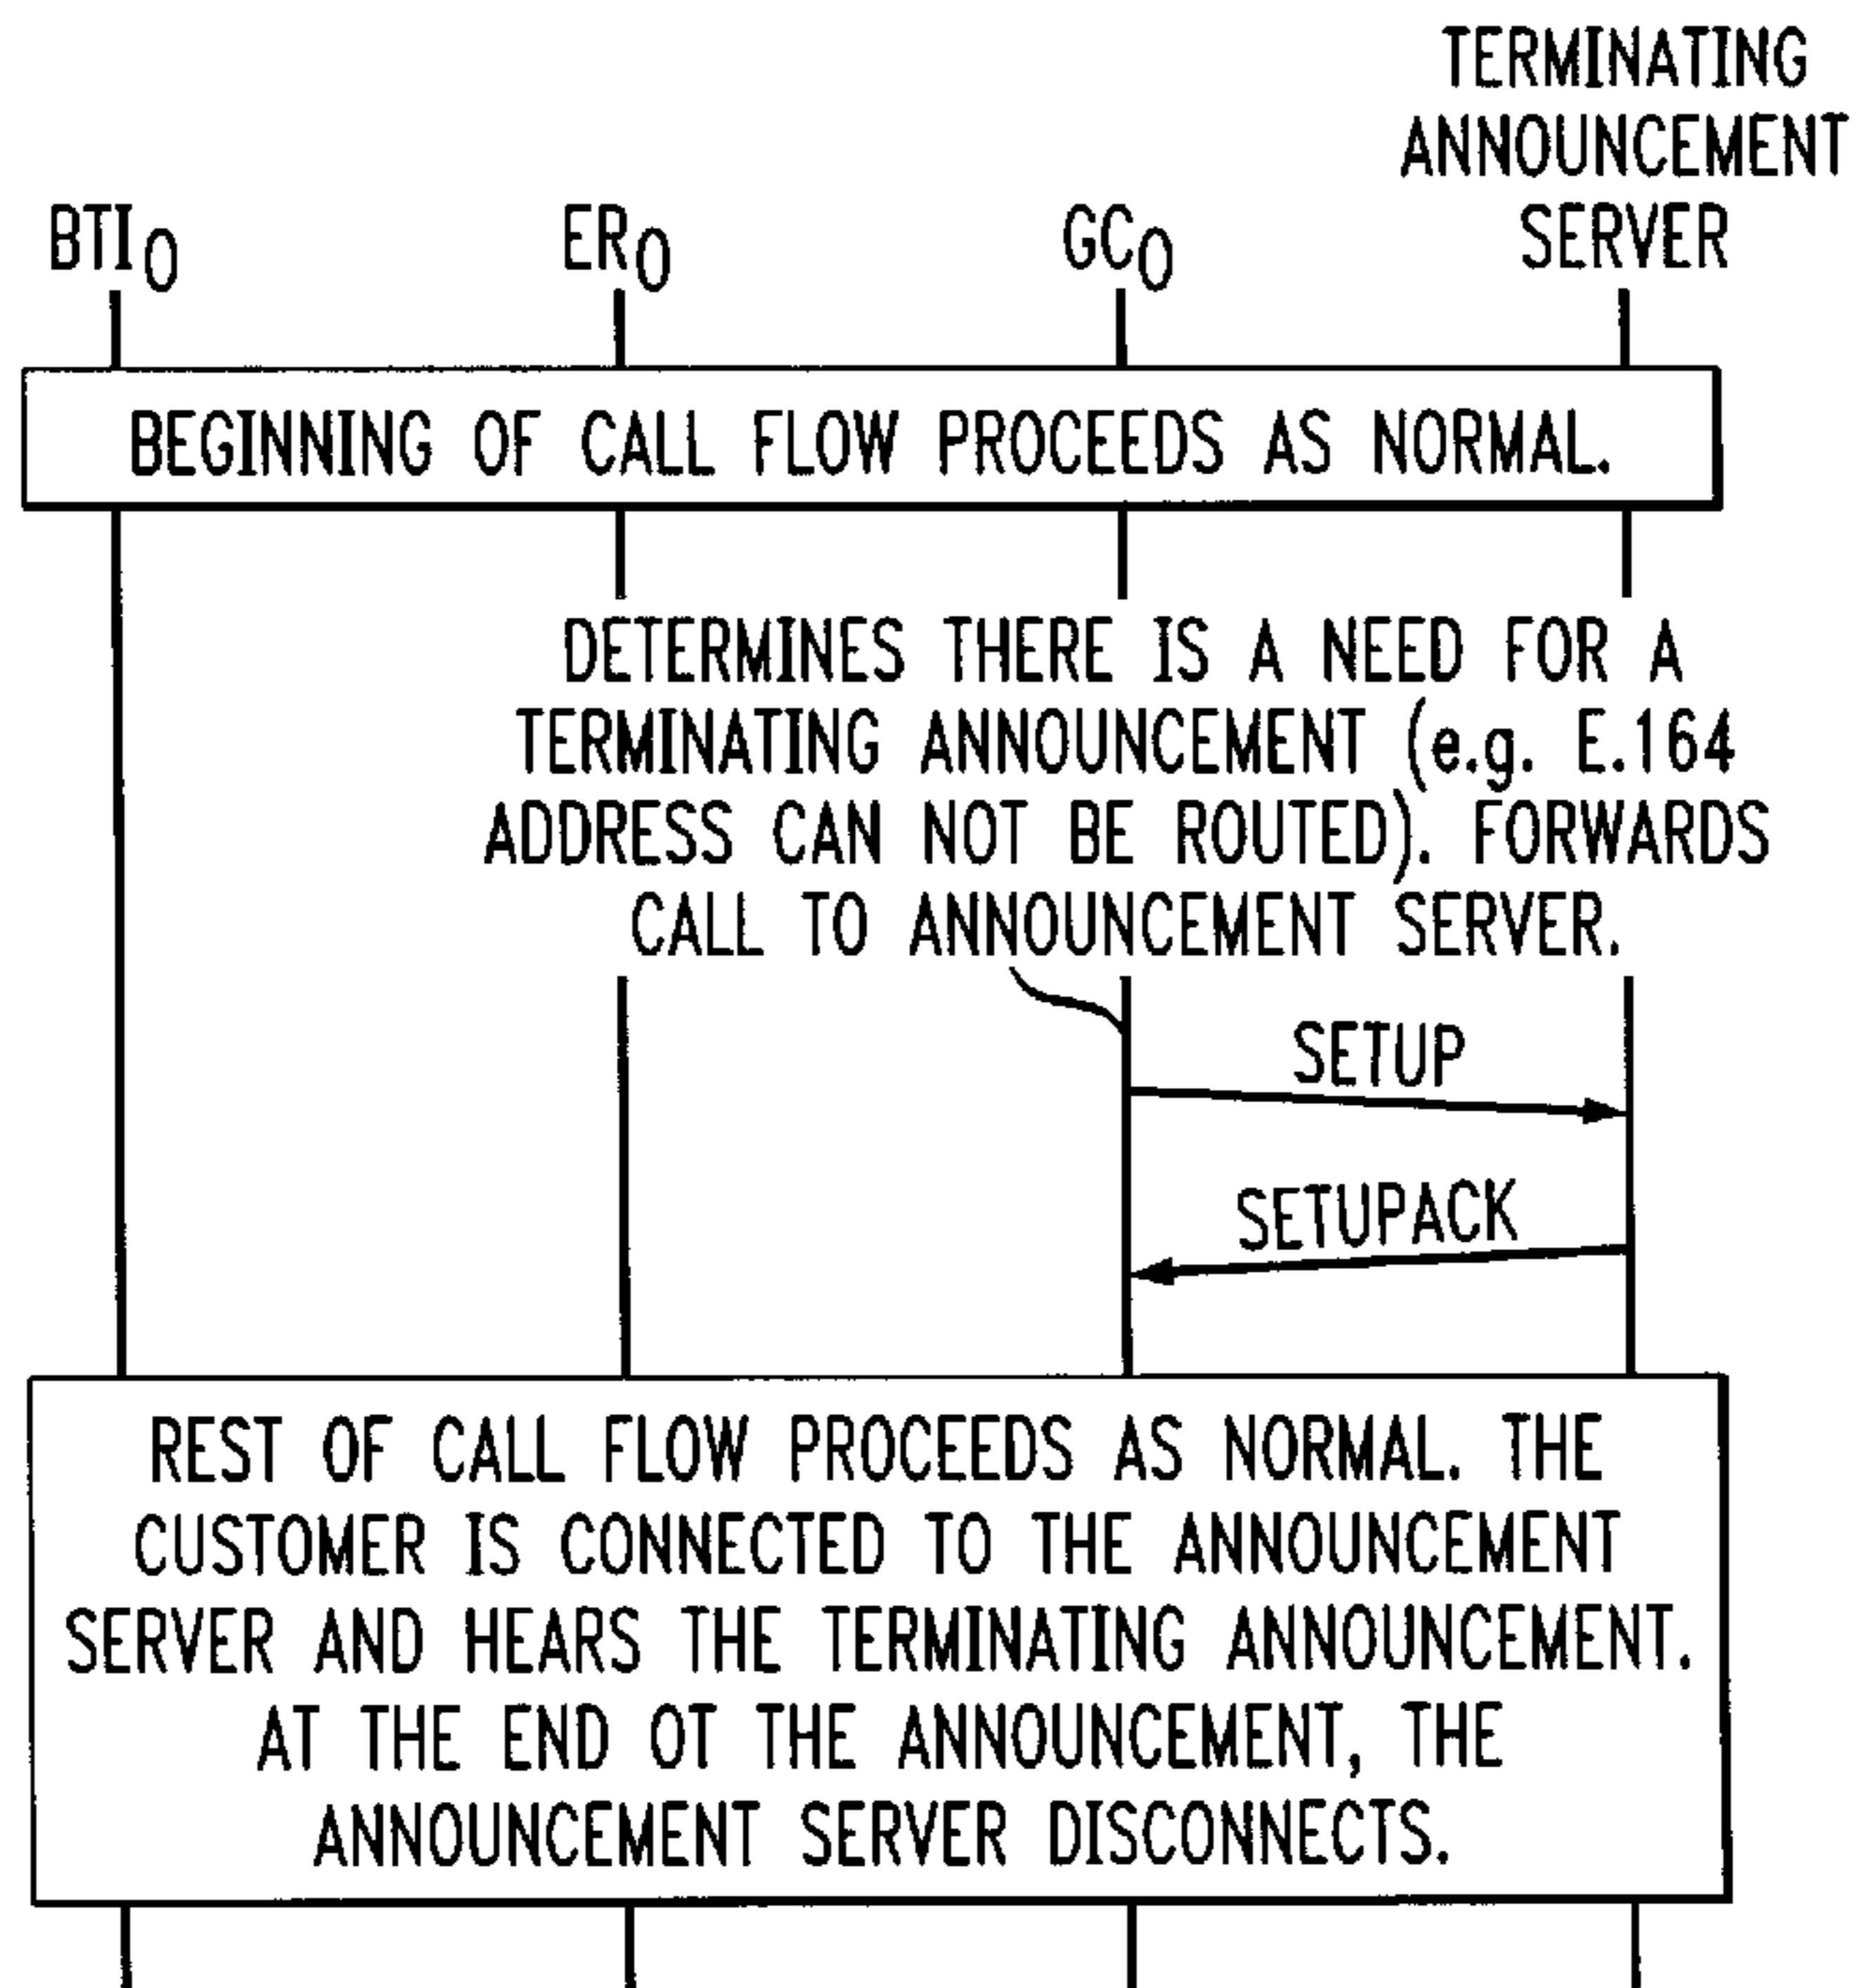 TERMINATING
ANNOUNCEMENT
SERVER
BTIO
ERO
GCO
BEGINNING OF CALL FLOW PROCEEDS AS NORMAL.
DETERMINES THERE IS A NEED FOR A
TERMINATING ANNOUNCEMENT (e.g. E.164
ADDRESS CAN NOT BE ROUTED). FORWARDS
CALL TO ANNOUNCEMENT SERVER.
SETUP
SETUPACK
REST OF CALL FLOW PROCEEDS AS NORMAL. THE
CUSTOMER IS CONNECTED TO THE ANNOUNCEMENT
SERVER AND HEARS THE TERMINATING ANNOUNCEMENT.
AT THE END OT THE ANNOUNCEMENT, THE
ANNOUNCEMENT SERVER DISCONNECTS.